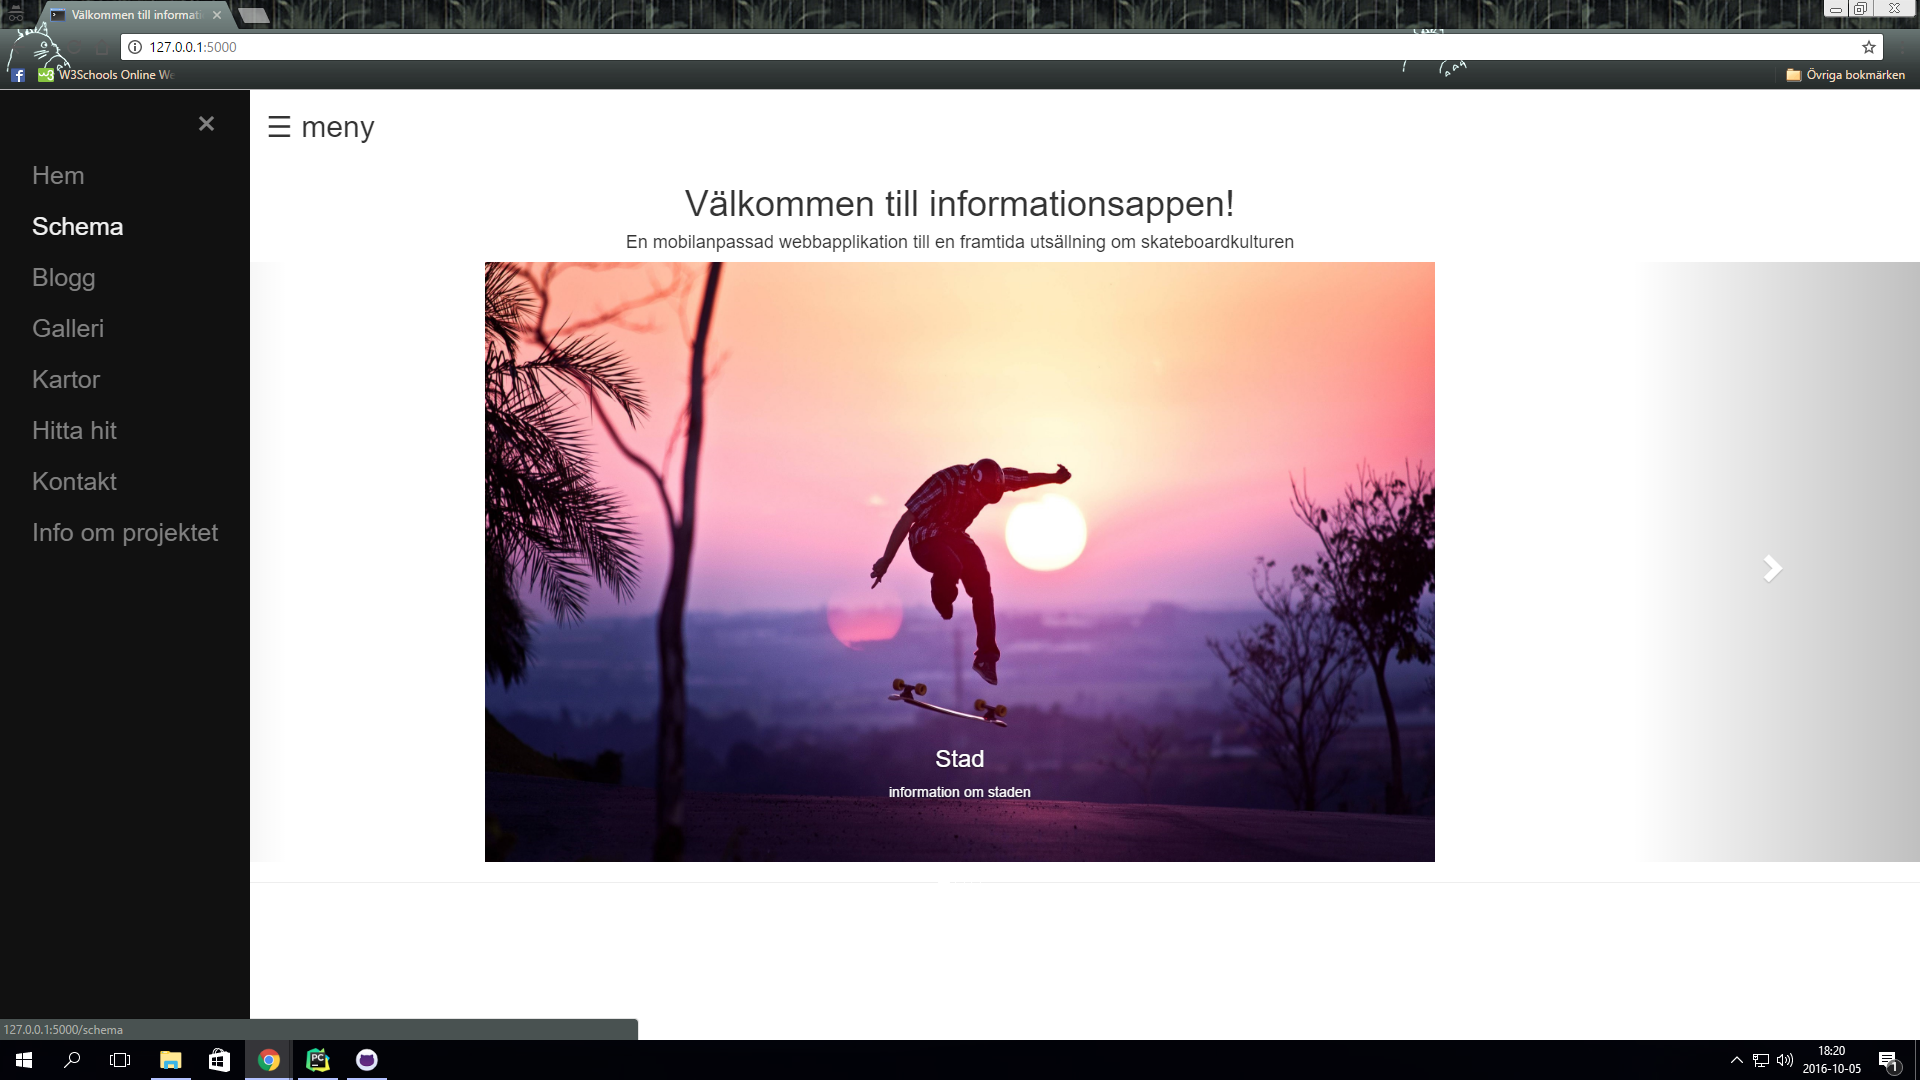 Välkommen till informati
127.0.0.1:5000
W3Schools Online We
Övriga bokmärken
×
☰ meny
Hem
Schema
Blogg
Galleri
Kartor
Hitta hit
Kontakt
Info om projektet
Välkommen till informationsappen!
En mobilanpassad webbapplikation till en framtida utsällning om skateboardkulturen
Stad
information om staden
127.0.0.1:5000/schema
PC
18:20
2016-10-05
1